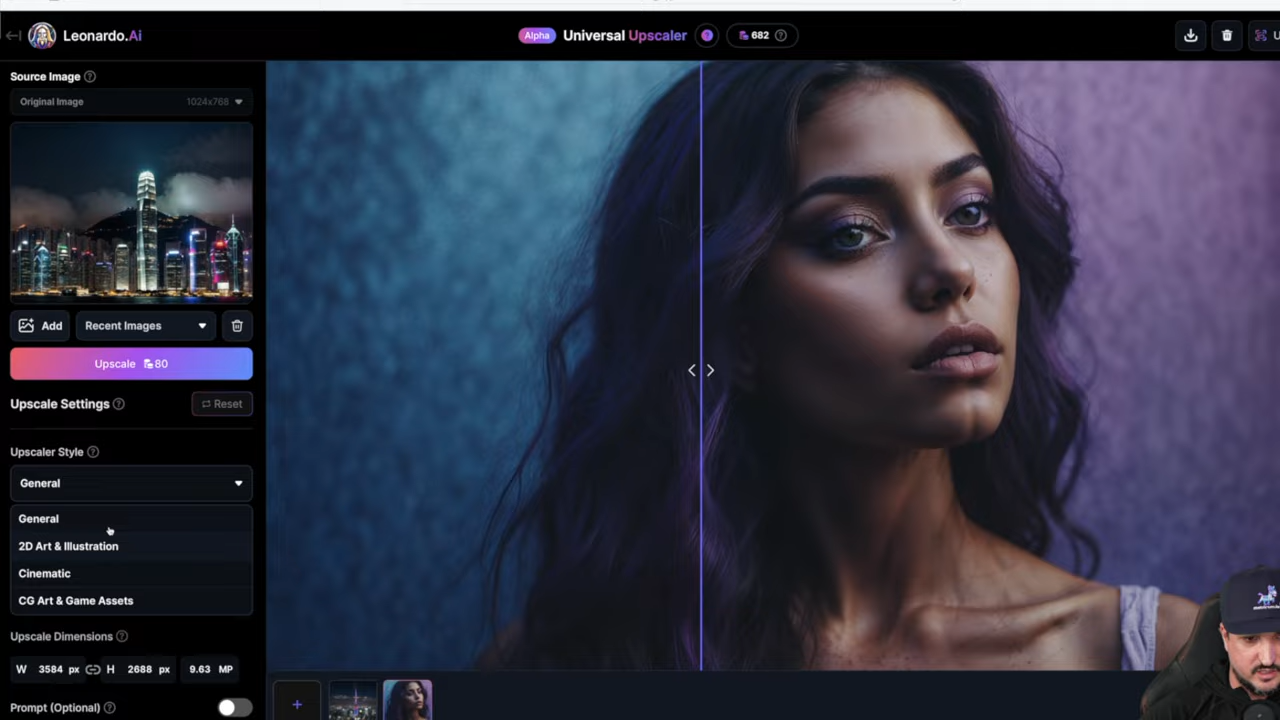 Leonardo.Ai
Alpha Universal Upscaler 682
Source Image
Original Image 1024x768
Add Recent Images
Upscale 80
Upscale Settings Reset
Upscaler Style
General
General
2D Art & Illustration
Cinematic
CG Art & Game Assets
Upscale Dimensions
W 3584 px H 2688 px 9.63 MP
Prompt (Optional)